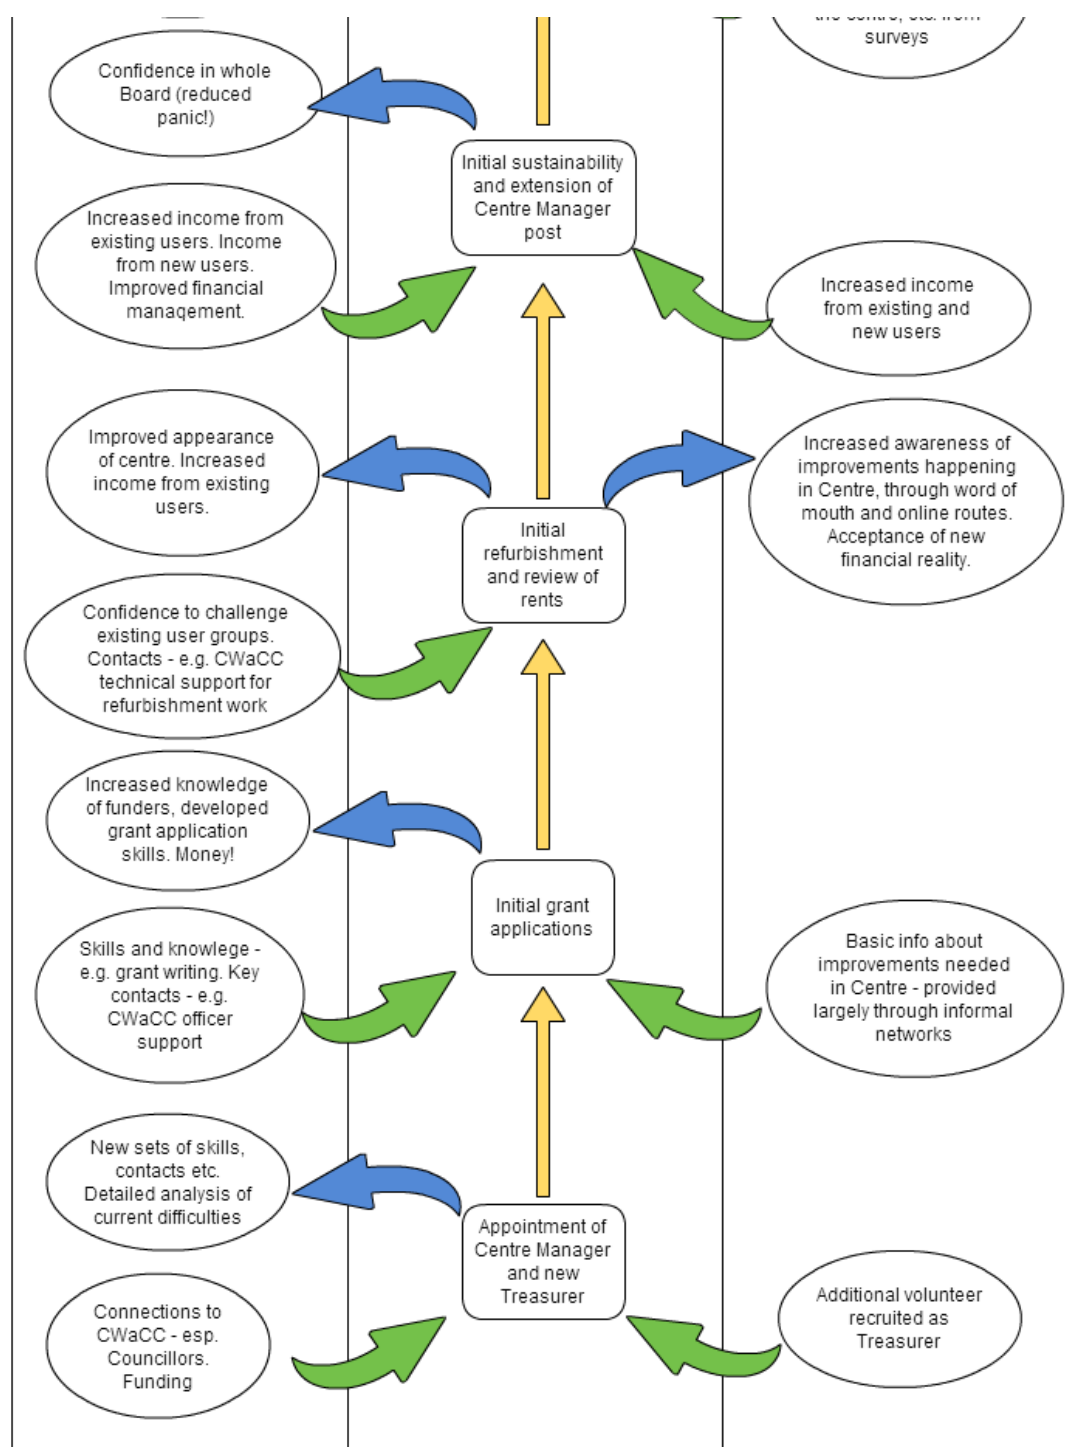 the centre, etc. from
surveys
Confidence in whole
Board (reduced
panic!)
Initial sustainability
and extension of
Centre Manager
post
Increased income from
existing users. Income
from new users.
Improved financial
management.
Increased income
from existing and
new users
Improved appearance
of centre. Increased
income from existing
users.
Increased awareness of
improvements happening
in Centre, through word of
mouth and online routes.
Acceptance of new
financial reality.
Initial
refurbishment
and review of
rents
Confidence to challenge
existing user groups.
Contacts - e.g. CWaCC
technical support for
refurbishment work
Increased knowledge
of funders, developed
grant application
skills. Money!
Initial grant
applications
Skills and knowlege -
e.g. grant writing. Key
contacts - e.g.
CWaCC officer
support
Basic info about
improvements needed
in Centre - provided
largely through informal
networks
New sets of skills,
contacts etc.
Detailed analysis of
current difficulties
Appointment of
Centre Manager
and new
Treasurer
Connections to
CWaCC - esp.
Councillors.
Funding
Additional volunteer
recruited as
Treasurer